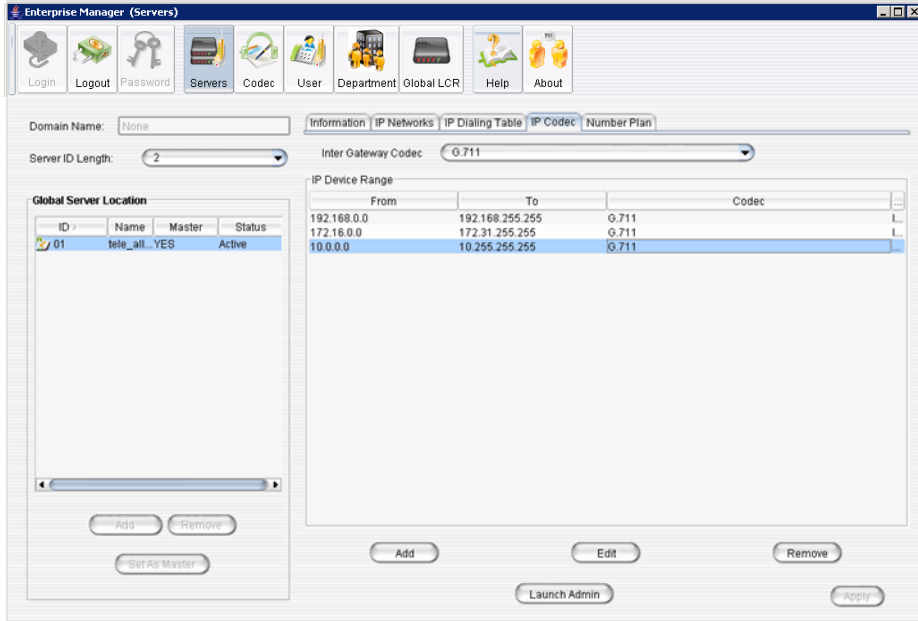 Enterprise Manager (Servers)
Login Logout Password Servers Codec User Department Global LCR Help About
Domain Name: None
Server ID Length: 2
Global Server Location
ID Name Master Status
01 tele_all... YES Active
Add Remove
Set As Master
Information IP Networks IP Dialing Table IP Codec Number Plan
Inter Gateway Codec G.711
IP Device Range
From To Codec ...
192.168.0.0 192.168.255.255 G.711 I...
172.16.0.0 172.31.255.255 G.711 I...
10.0.0.0 10.255.255.255 G.711 ...
Add Edit Remove
Launch Admin Apply